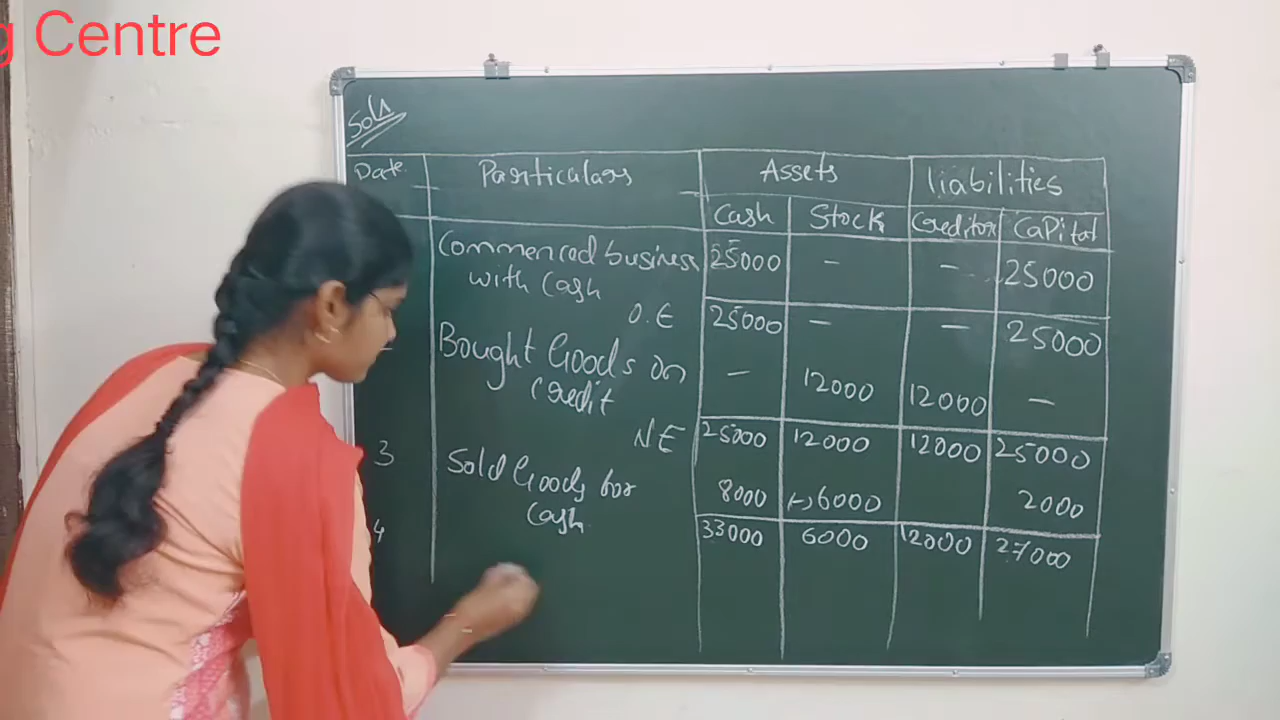 g Centre
Soln
Date Particulars Assets liabilities
Cash Stock Creditor Capital
Commenced business 25000 - - 25000
with Cash
O.E 25000 - - 25000
Bought Goods on - 12000 12000 -
Credit
NE 25000 12000 12000 25000
3 Sold Goods for 8000 (-)6000 2000
Cash
4 33000 6000 12000 27000